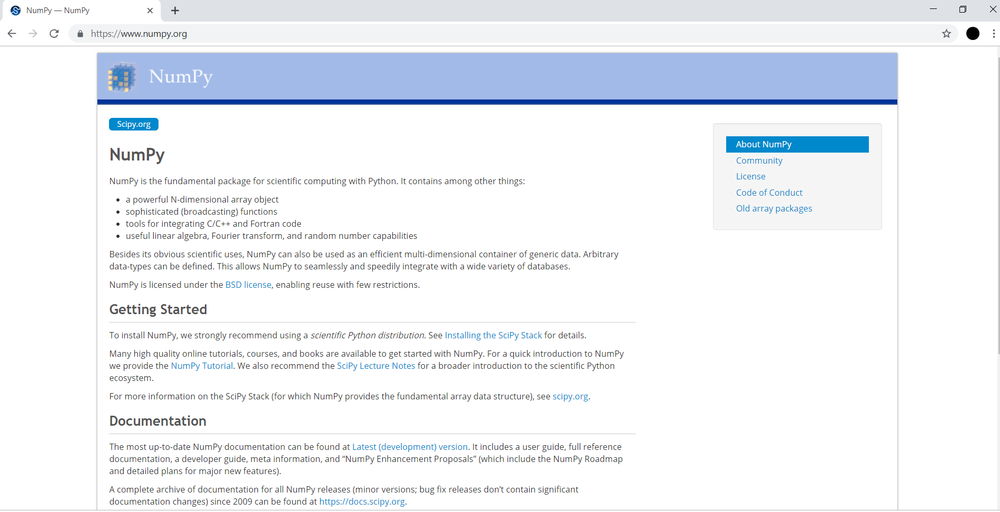 NumPy — NumPy
https://www.numpy.org
NumPy
Scipy.org
NumPy
NumPy is the fundamental package for scientific computing with Python. It contains among other things:
• a powerful N-dimensional array object
• sophisticated (broadcasting) functions
• tools for integrating C/C++ and Fortran code
• useful linear algebra, Fourier transform, and random number capabilities
Besides its obvious scientific uses, NumPy can also be used as an efficient multi-dimensional container of generic data. Arbitrary
data-types can be defined. This allows NumPy to seamlessly and speedily integrate with a wide variety of databases.
NumPy is licensed under the BSD license, enabling reuse with few restrictions.
Getting Started
To install NumPy, we strongly recommend using a scientific Python distribution. See Installing the SciPy Stack for details.
Many high quality online tutorials, courses, and books are available to get started with NumPy. For a quick introduction to NumPy
we provide the NumPy Tutorial. We also recommend the SciPy Lecture Notes for a broader introduction to the scientific Python
ecosystem.
For more information on the SciPy Stack (for which NumPy provides the fundamental array data structure), see scipy.org.
Documentation
The most up-to-date NumPy documentation can be found at Latest (development) version. It includes a user guide, full reference
documentation, a developer guide, meta information, and “NumPy Enhancement Proposals” (which include the NumPy Roadmap
and detailed plans for major new features).
A complete archive of documentation for all NumPy releases (minor versions; bug fix releases don’t contain significant
documentation changes) since 2009 can be found at https://docs.scipy.org.
About NumPy
Community
License
Code of Conduct
Old array packages